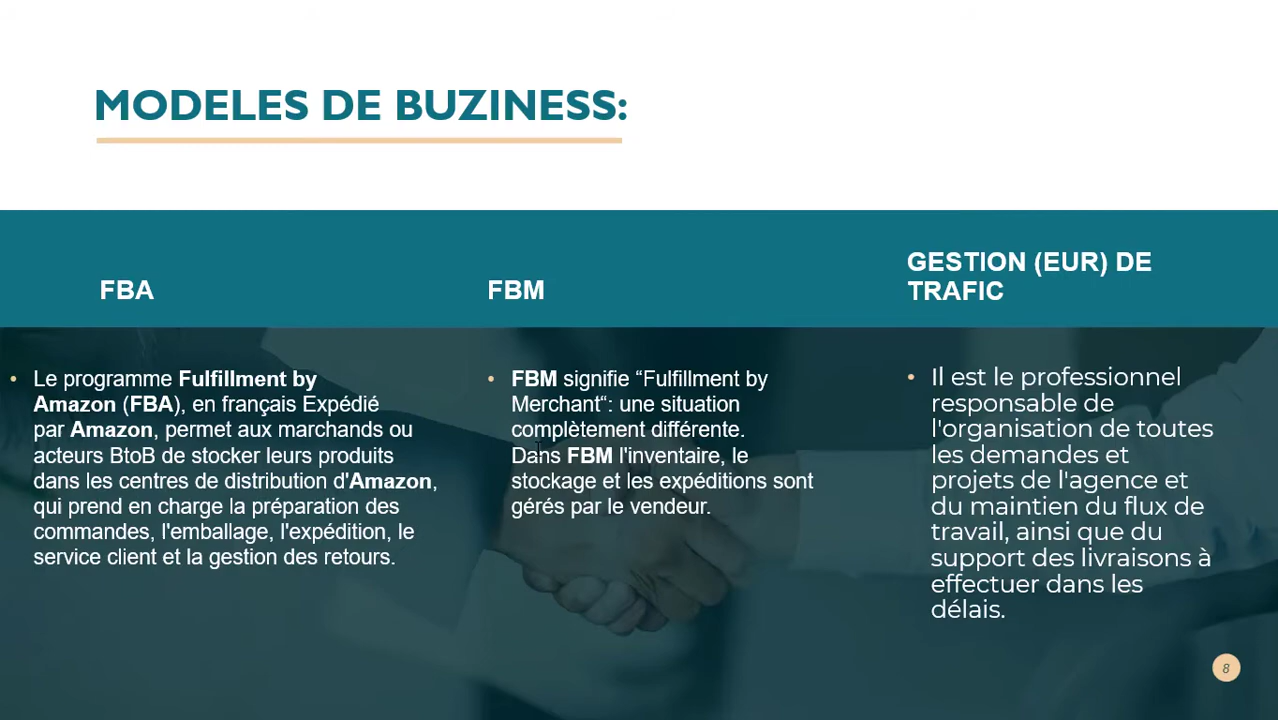 MODELES DE BUZINESS:
FBA
FBM
GESTION (EUR) DE
TRAFIC
• Le programme Fulfillment by
Amazon (FBA), en français Expédié
par Amazon, permet aux marchands ou
acteurs BtoB de stocker leurs produits
dans les centres de distribution d'Amazon,
qui prend en charge la préparation des
commandes, l'emballage, l'expédition, le
service client et la gestion des retours.
• FBM signifie “Fulfillment by
Merchant“: une situation
complètement différente.
Dans FBM l'inventaire, le
stockage et les expéditions sont
gérés par le vendeur.
• Il est le professionnel
responsable de
l'organisation de toutes
les demandes et
projets de l'agence et
du maintien du flux de
travail, ainsi que du
support des livraisons à
effectuer dans les
délais.
8